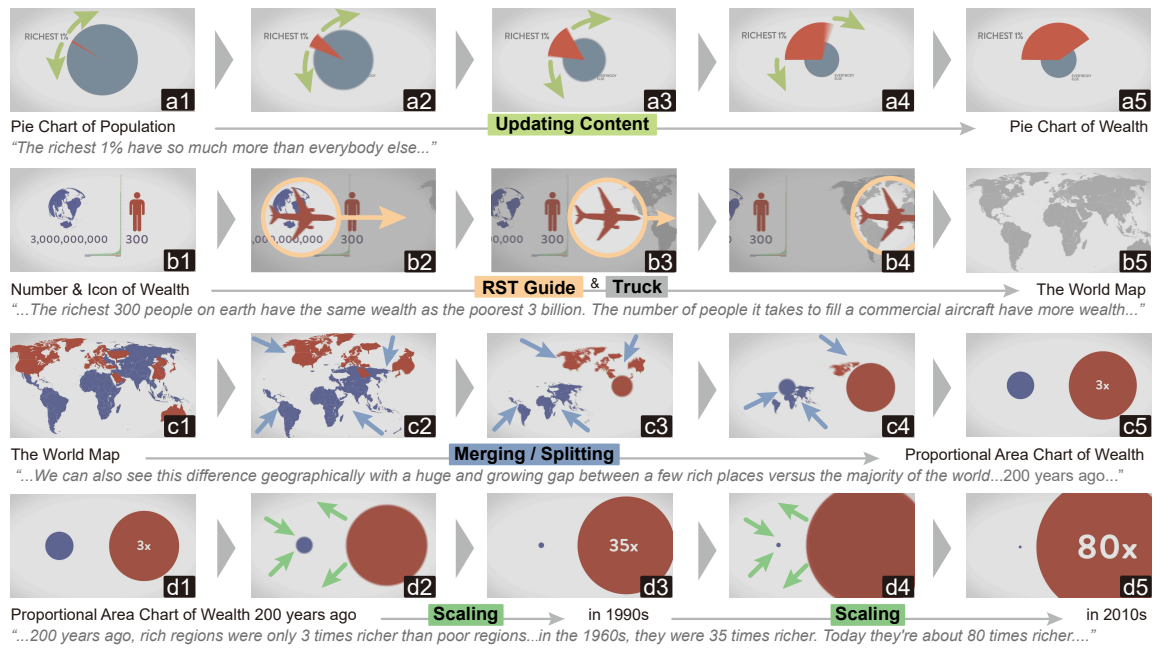 RICHEST 1%
RICHEST 1%
RICHEST 1%
RICHEST 1%
RICHEST 1%
EVERYBODY ELSE
EVERYBODY ELSE
a1 a2 a3 a4 a5
Pie Chart of Population Updating Content Pie Chart of Wealth
"The richest 1% have so much more than everybody else..."
3,000,000,000 300
300
00,000 300
b1 b2 b3 b4 b5
Number & Icon of Wealth RST Guide & Truck The World Map
"...The richest 300 people on earth have the same wealth as the poorest 3 billion. The number of people it takes to fill a commercial aircraft have more wealth..."
3x
c1 c2 c3 c4 c5
The World Map Merging / Splitting Proportional Area Chart of Wealth
"...We can also see this difference geographically with a huge and growing gap between a few rich places versus the majority of the world...200 years ago..."
3x 35x 80x
d1 d2 d3 d4 d5
Proportional Area Chart of Wealth 200 years ago Scaling in 1990s Scaling in 2010s
"...200 years ago, rich regions were only 3 times richer than poor regions...in the 1960s, they were 35 times richer. Today they're about 80 times richer...."